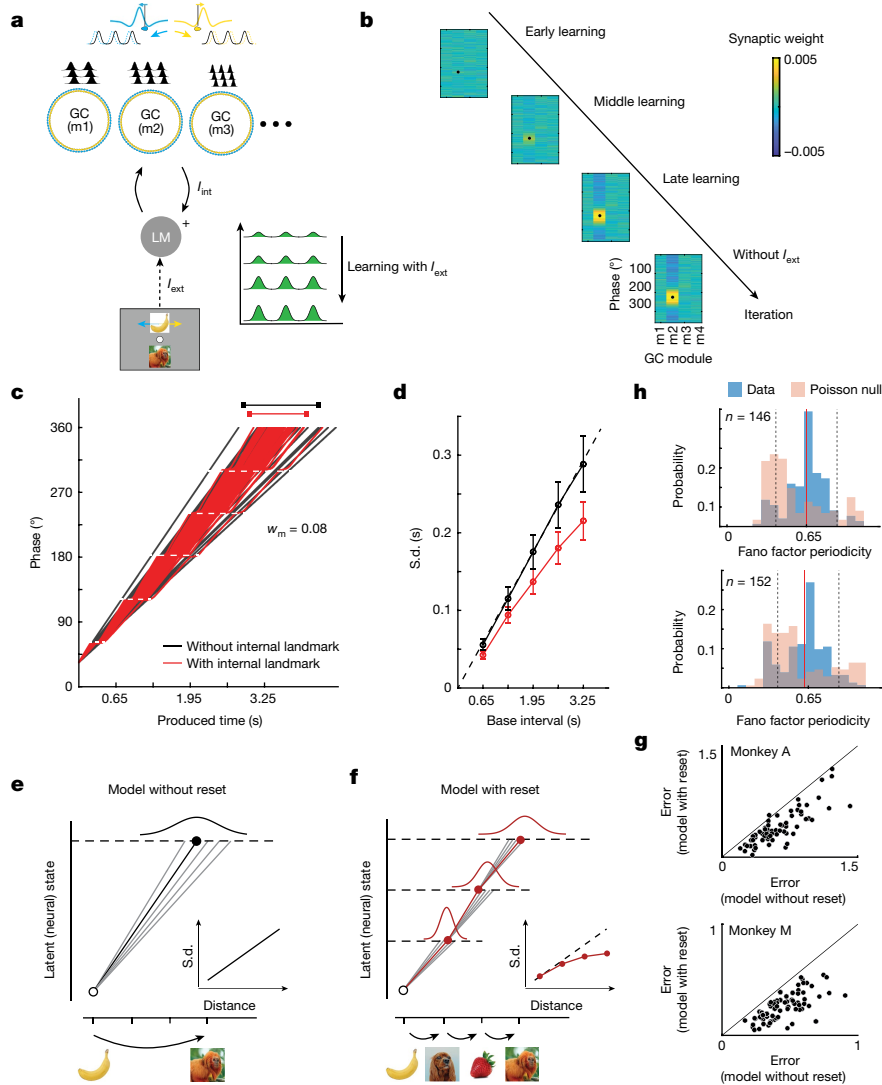 a
GC
(m1)
GC
(m2)
GC
(m3)
I_int
LM
+
I_ext
Learning with I_ext
b
Early learning
Middle learning
Late learning
Without I_ext
Iteration
Synaptic weight
0.005
−0.005
Phase (°)
100
200
300
m1
m2
m3
m4
GC module
c
Phase (°)
360
270
180
90
0
w_m = 0.08
Without internal landmark
With internal landmark
0.65
1.95
3.25
Produced time (s)
d
S.d. (s)
0.3
0.2
0.1
0
0.65
1.95
3.25
Base interval (s)
h
Data
Poisson null
n = 146
Probability
0.2
0.1
0
0.65
Fano factor periodicity
n = 152
Probability
0.2
0.1
0
0.65
Fano factor periodicity
e
Model without reset
Latent (neural) state
S.d.
Distance
f
Model with reset
Latent (neural) state
S.d.
Distance
g
Monkey A
1.5
Error
(model with reset)
0
0
1.5
Error
(model without reset)
Monkey M
1
Error
(model with reset)
0
0
1
Error
(model without reset)